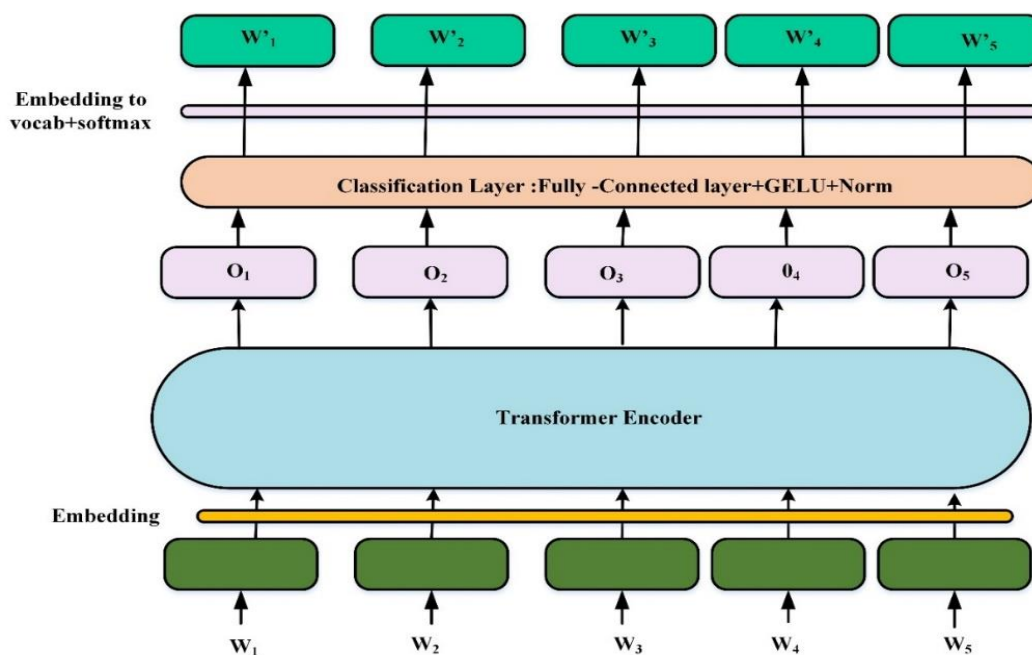 W'₁ W'₂ W'₃ W'₄ W'₅
Embedding to
vocab+softmax
Classification Layer :Fully -Connected layer+GELU+Norm
O₁ O₂ O₃ 0₄ O₅
Transformer Encoder
Embedding
W₁ W₂ W₃ W₄ W₅